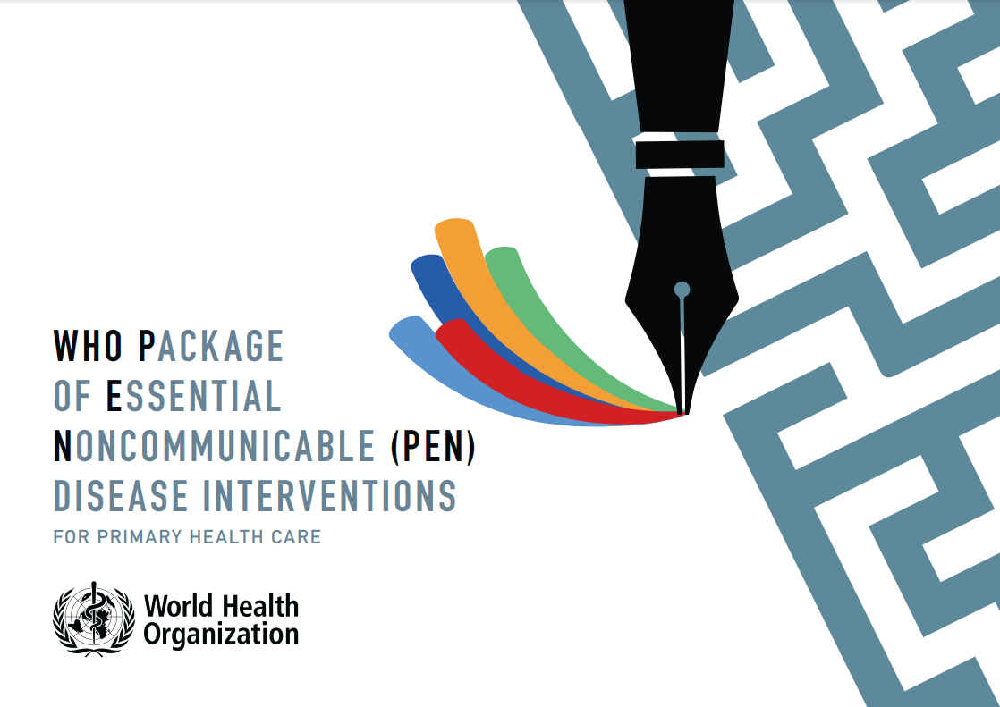 WHO PACKAGE
OF ESSENTIAL
NONCOMMUNICABLE (PEN)
DISEASE INTERVENTIONS
FOR PRIMARY HEALTH CARE
World Health
Organization